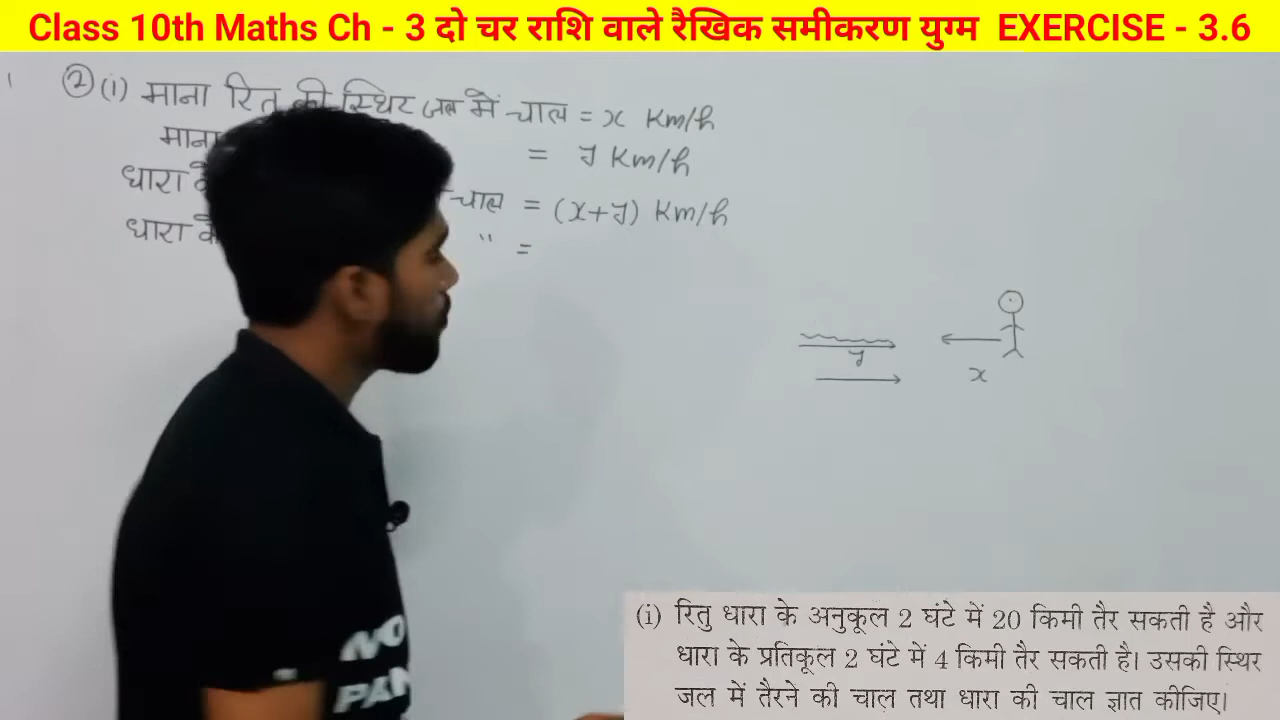 Class 10th Maths Ch - 3 दो चर राशि वाले रैखिक समीकरण युग्म EXERCISE - 3.6
②(i) माना रितु की स्थिर जल में चाल = x Km/h
माना = y Km/h
धारा के चाल = (x+y) Km/h
धारा के " =
y
x
(i) रितु धारा के अनुकूल 2 घंटे में 20 किमी तैर सकती है और
धारा के प्रतिकूल 2 घंटे में 4 किमी तैर सकती है। उसकी स्थिर
जल में तैरने की चाल तथा धारा की चाल ज्ञात कीजिए।